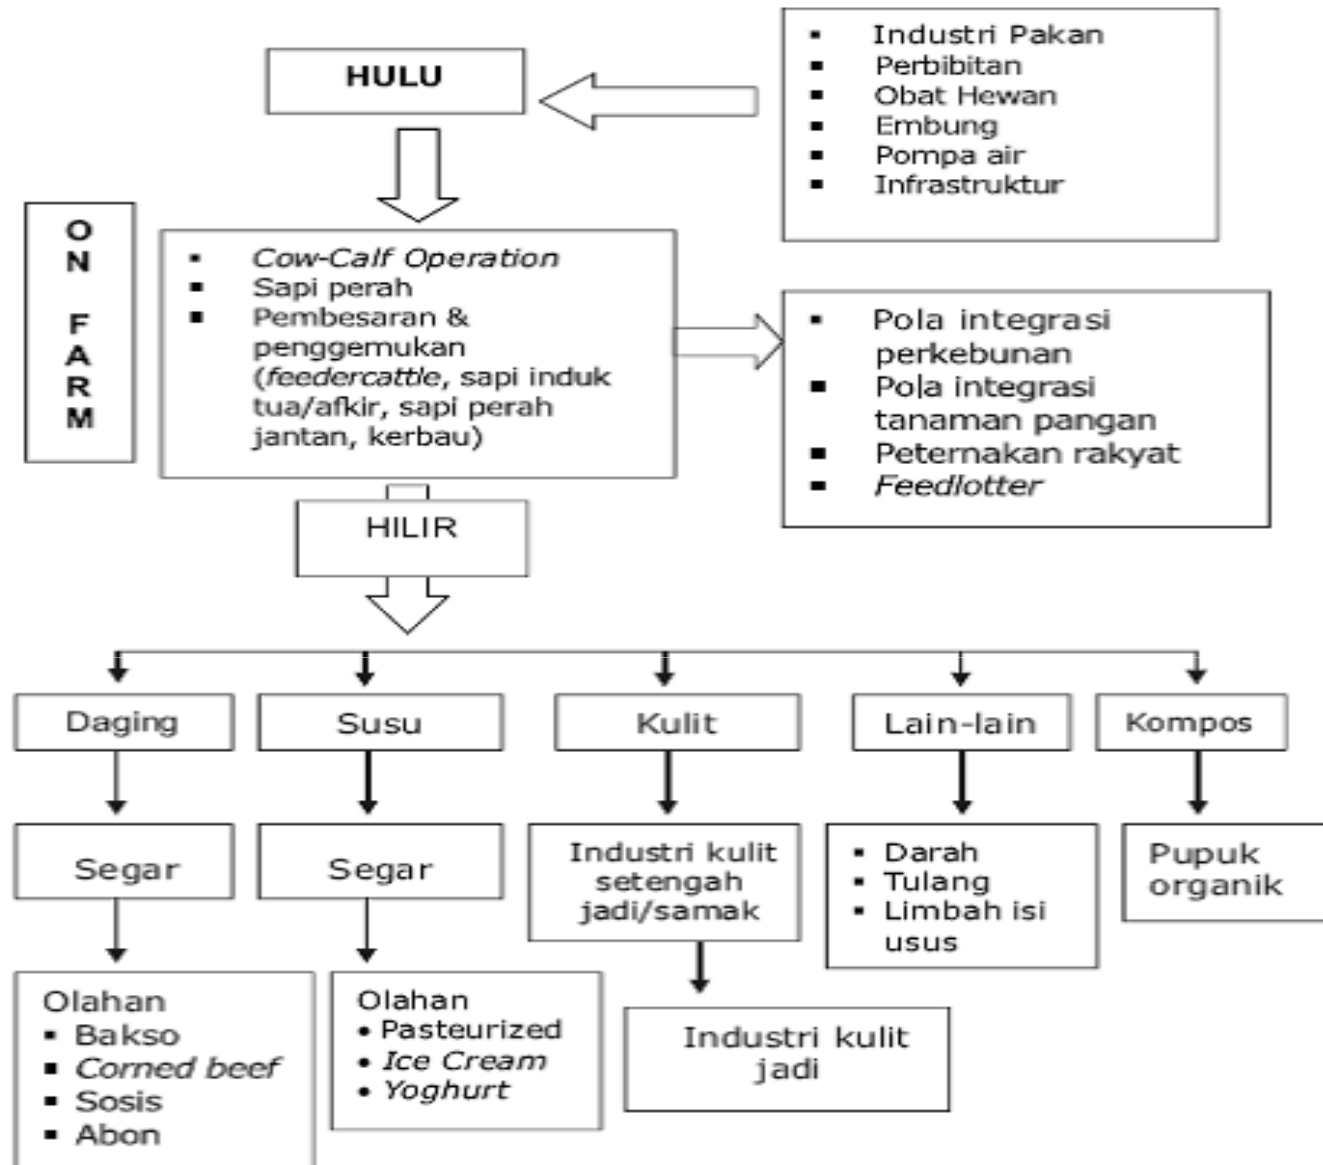 HULU
▪ Industri Pakan
▪ Perbibitan
▪ Obat Hewan
▪ Embung
▪ Pompa air
▪ Infrastruktur
ON FARM
▪ Cow-Calf Operation
▪ Sapi perah
▪ Pembesaran &
penggemukan
(feedercattle, sapi induk
tua/afkir, sapi perah
jantan, kerbau)
▪ Pola integrasi
perkebunan
▪ Pola integrasi
tanaman pangan
▪ Peternakan rakyat
▪ Feedlotter
HILIR
Daging
Susu
Kulit
Lain-lain
Kompos
Segar
Segar
Industri kulit
setengah
jadi/samak
▪ Darah
▪ Tulang
▪ Limbah isi
usus
Pupuk
organik
Olahan
▪ Bakso
▪ Corned beef
▪ Sosis
▪ Abon
Olahan
• Pasteurized
• Ice Cream
• Yoghurt
Industri kulit
jadi